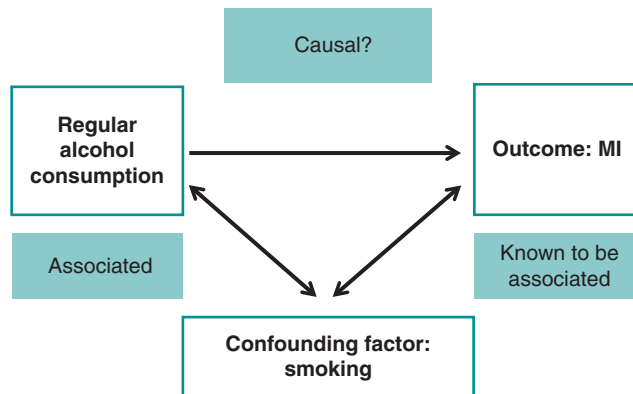 Causal?
Regular
alcohol
consumption
Outcome: MI
Associated
Known to be
associated
Confounding factor:
smoking